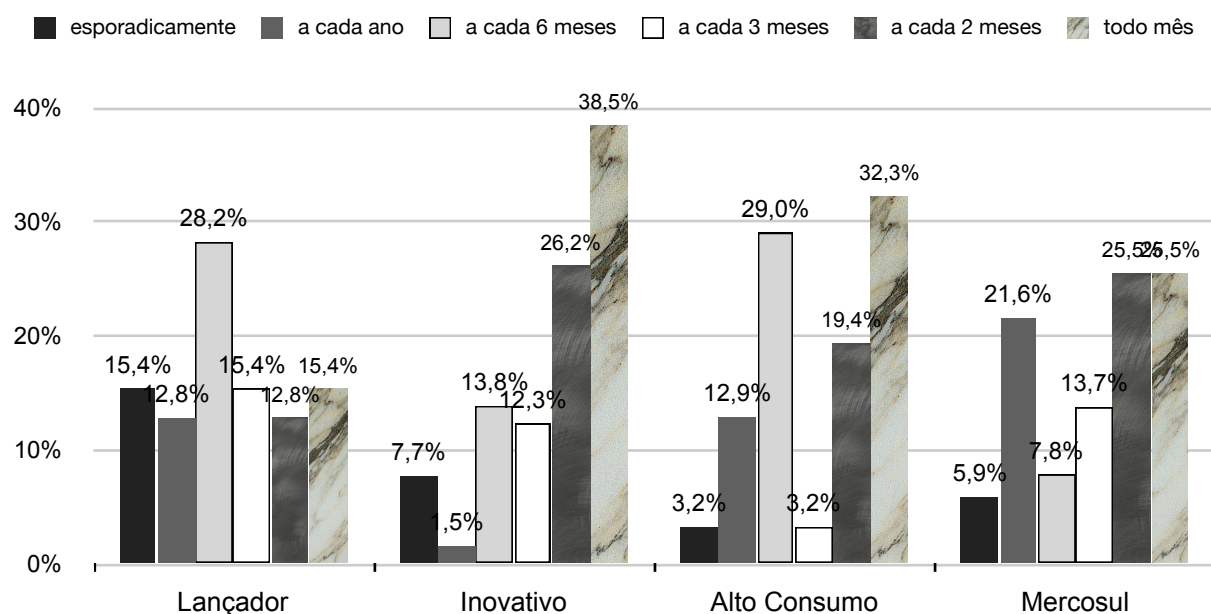 esporadicamente a cada ano a cada 6 meses a cada 3 meses a cada 2 meses todo mês
40%
30%
20%
10%
0%
15,4% 12,8% 28,2% 15,4% 12,8% 15,4%
7,7% 1,5% 13,8% 12,3% 26,2% 38,5%
3,2% 12,9% 29,0% 3,2% 19,4% 32,3%
5,9% 21,6% 7,8% 13,7% 25,5% 25,5%
Lançador Inovativo Alto Consumo Mercosul